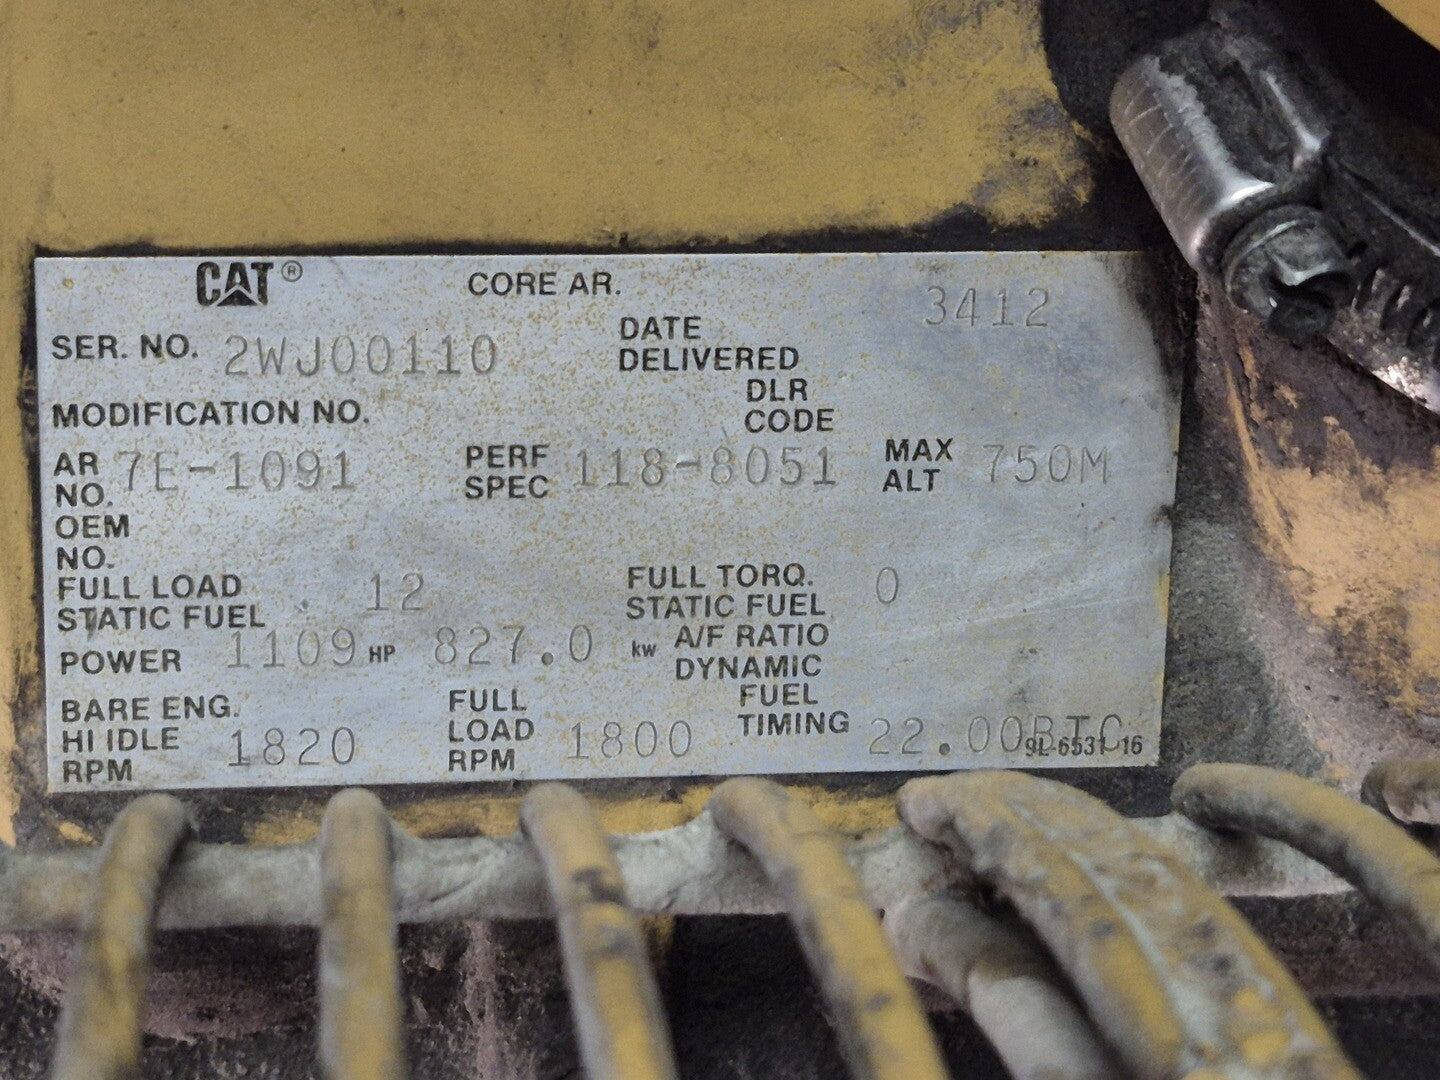 CAT® CORE AR. 3412
SER. NO. 2WJ00110 DATE DELIVERED
MODIFICATION NO. DLR CODE
AR NO. 7E-1091 PERF SPEC 118-8051 MAX ALT 750M
OEM NO.
FULL LOAD STATIC FUEL . 12 FULL TORQ. STATIC FUEL 0
POWER 1109 HP 827.0 kw A/F RATIO DYNAMIC
BARE ENG. HI IDLE RPM 1820 FULL LOAD RPM 1800 FUEL TIMING 22.00BTC
9L-6531 16